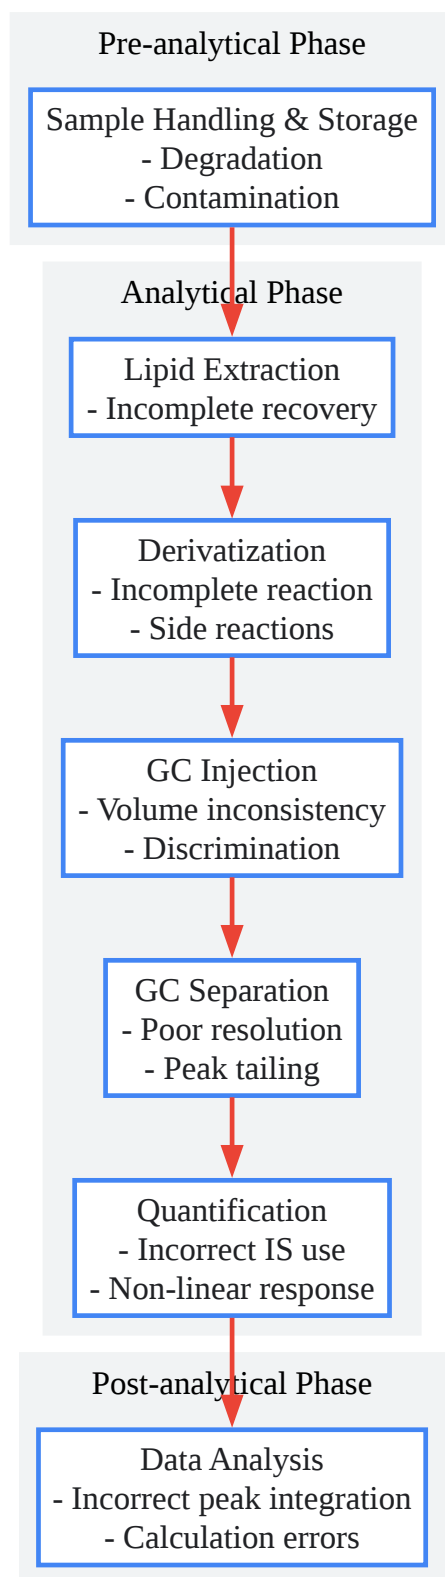 Pre-analytical Phase
Sample Handling & Storage
- Degradation
- Contamination
Analytical Phase
Lipid Extraction
- Incomplete recovery
Derivatization
- Incomplete reaction
- Side reactions
GC Injection
- Volume inconsistency
- Discrimination
GC Separation
- Poor resolution
- Peak tailing
Quantification
- Incorrect IS use
- Non-linear response
Post-analytical Phase
Data Analysis
- Incorrect peak integration
- Calculation errors